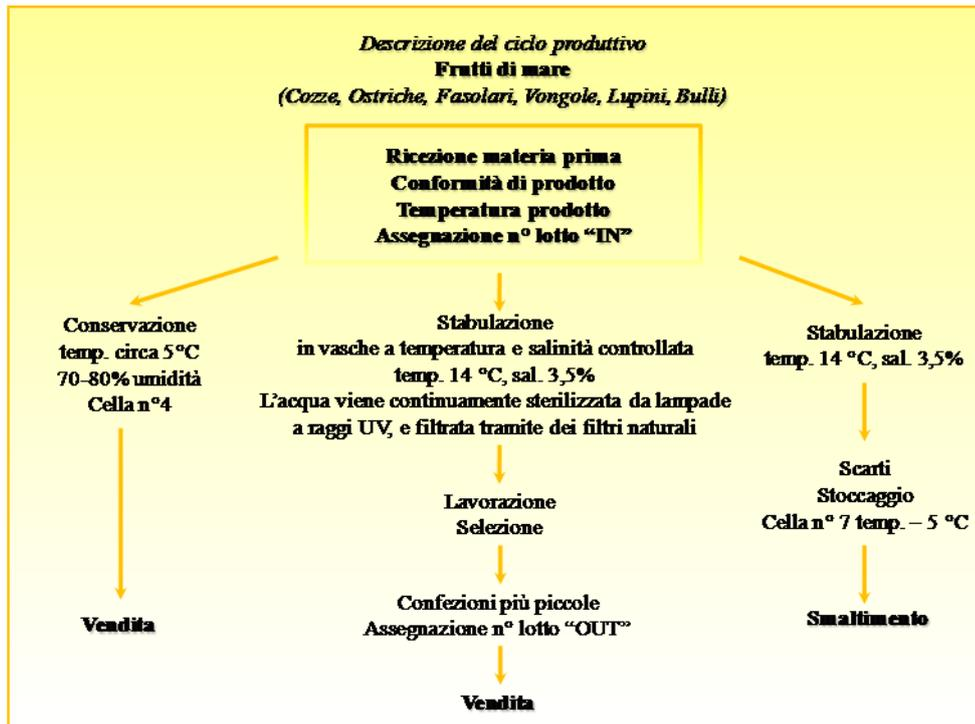 Descrizione del ciclo produttivo
Frutti di mare
(Cozze, Ostriche, Fasolari, Vongole, Lupini, Bulli)
Ricezione materia prima
Conformità di prodotto
Temperatura prodotto
Assegnazione n° lotto “IN”
Conservazione
temp. circa 5°C
70-80% umidità
Cella n°4
Vendita
Stabulazione
in vasche a temperatura e salinità controllata
temp. 14 °C, sal. 3,5%
L’acqua viene continuamente sterilizzata da lampade
a raggi UV, e filtrata tramite dei filtri naturali
Lavorazione
Selezione
Confezioni più piccole
Assegnazione n° lotto “OUT”
Vendita
Stabulazione
temp. 14 °C, sal. 3,5%
Scarti
Stoccaggio
Cella n° 7 temp. – 5 °C
Smaltimento